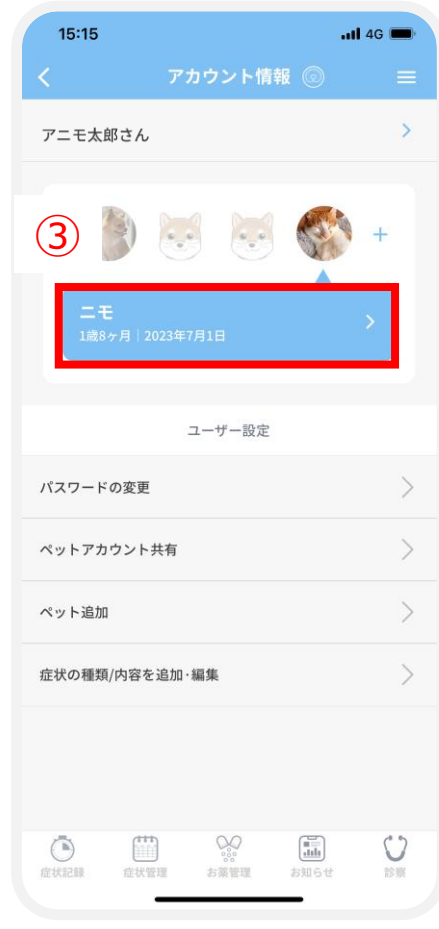 15:15 4G
アカウント情報
アニモ太郎さん
③
+
ニモ
1歳8ヶ月｜2023年7月1日
ユーザー設定
パスワードの変更
ペットアカウント共有
ペット追加
症状の種類/内容を追加・編集
症状記録 症状管理 お薬管理 お知らせ 診察